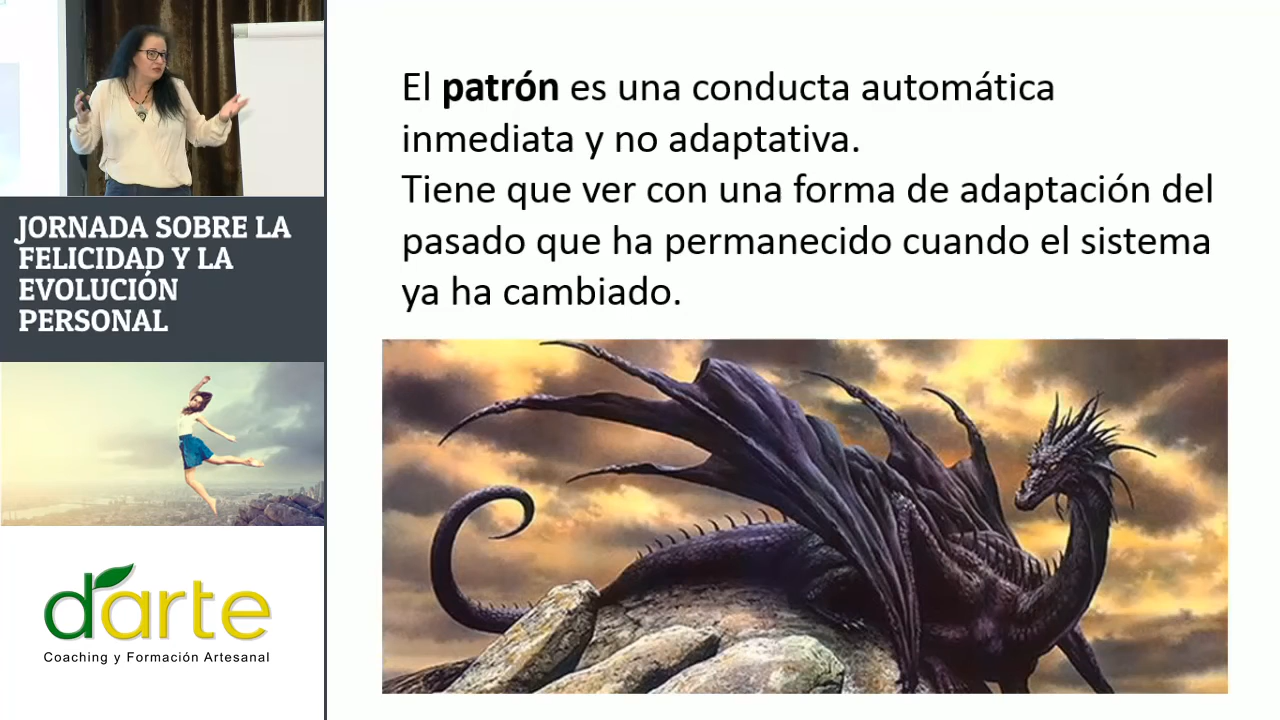 El patrón es una conducta automática
inmediata y no adaptativa.
Tiene que ver con una forma de adaptación del
pasado que ha permanecido cuando el sistema
ya ha cambiado.
JORNADA SOBRE LA
FELICIDAD Y LA
EVOLUCIÓN
PERSONAL
d'arte
Coaching y Formación Artesanal